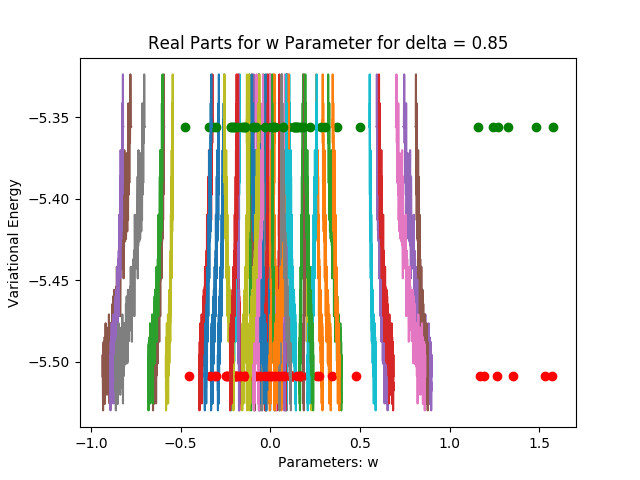 Real Parts for w Parameter for delta = 0.85
Variational Energy
−5.35
−5.40
−5.45
−5.50
−1.0 −0.5 0.0 0.5 1.0 1.5
Parameters: w